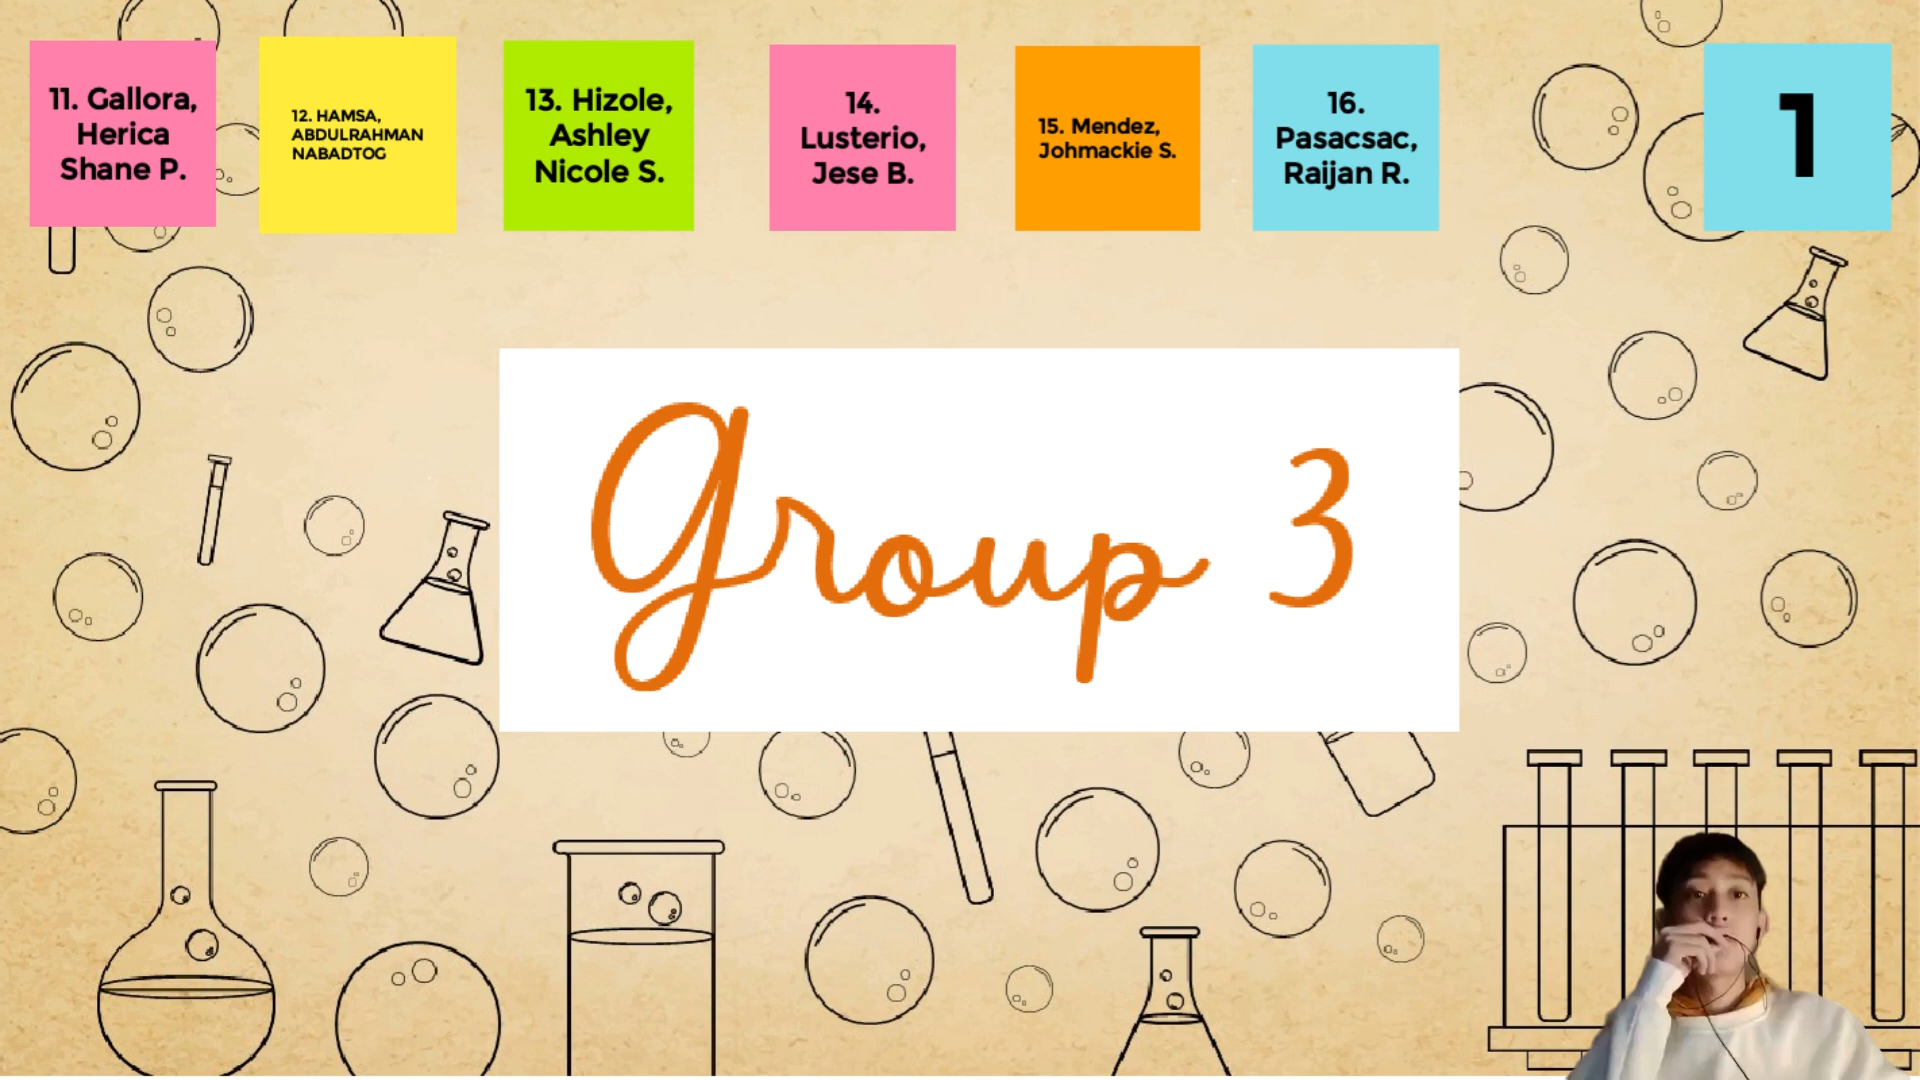 11. Gallora,
Herica
Shane P.
12. HAMSA,
ABDULRAHMAN
NABADTOG
13. Hizole,
Ashley
Nicole S.
14.
Lusterio,
Jese B.
15. Mendez,
Johmackie S.
16.
Pasacsac,
Raijan R.
1
Group 3